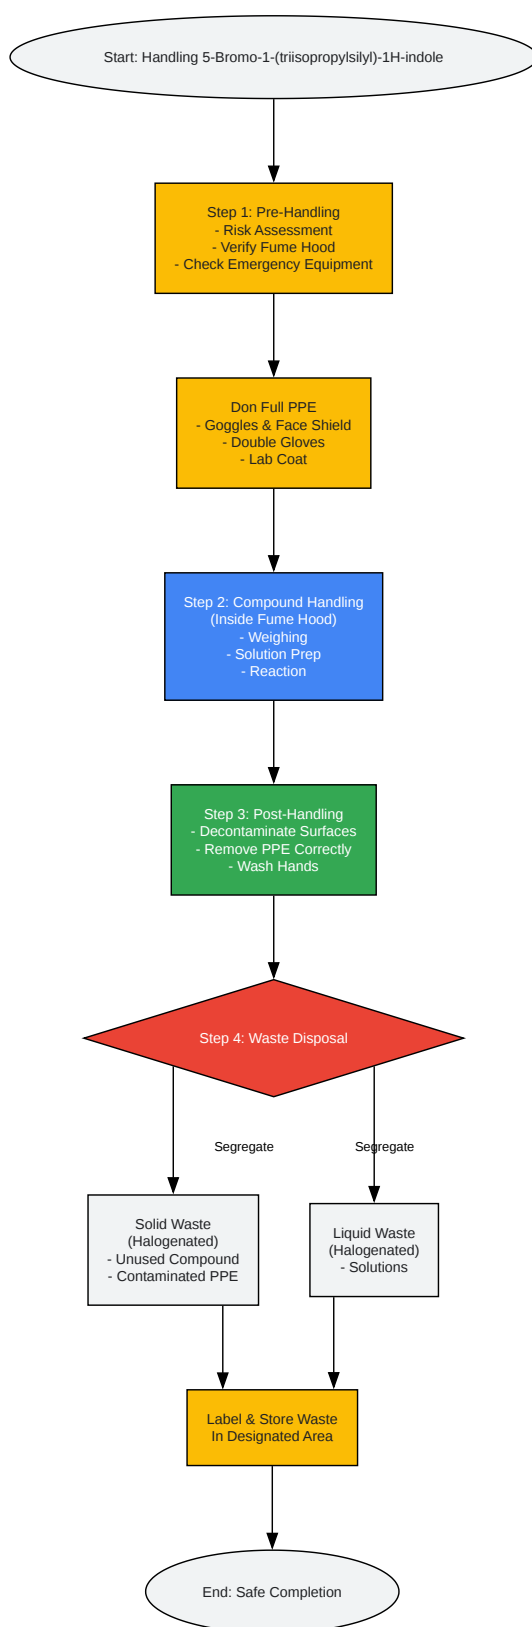 Start: Handling 5-Bromo-1-(triisopropylsilyl)-1H-indole
Step 1: Pre-Handling
- Risk Assessment
- Verify Fume Hood
- Check Emergency Equipment
Don Full PPE
- Goggles & Face Shield
- Double Gloves
- Lab Coat
Step 2: Compound Handling
(Inside Fume Hood)
- Weighing
- Solution Prep
- Reaction
Step 3: Post-Handling
- Decontaminate Surfaces
- Remove PPE Correctly
- Wash Hands
Step 4: Waste Disposal
Segregate
Segregate
Solid Waste
(Halogenated)
- Unused Compound
- Contaminated PPE
Liquid Waste
(Halogenated)
- Solutions
Label & Store Waste
In Designated Area
End: Safe Completion